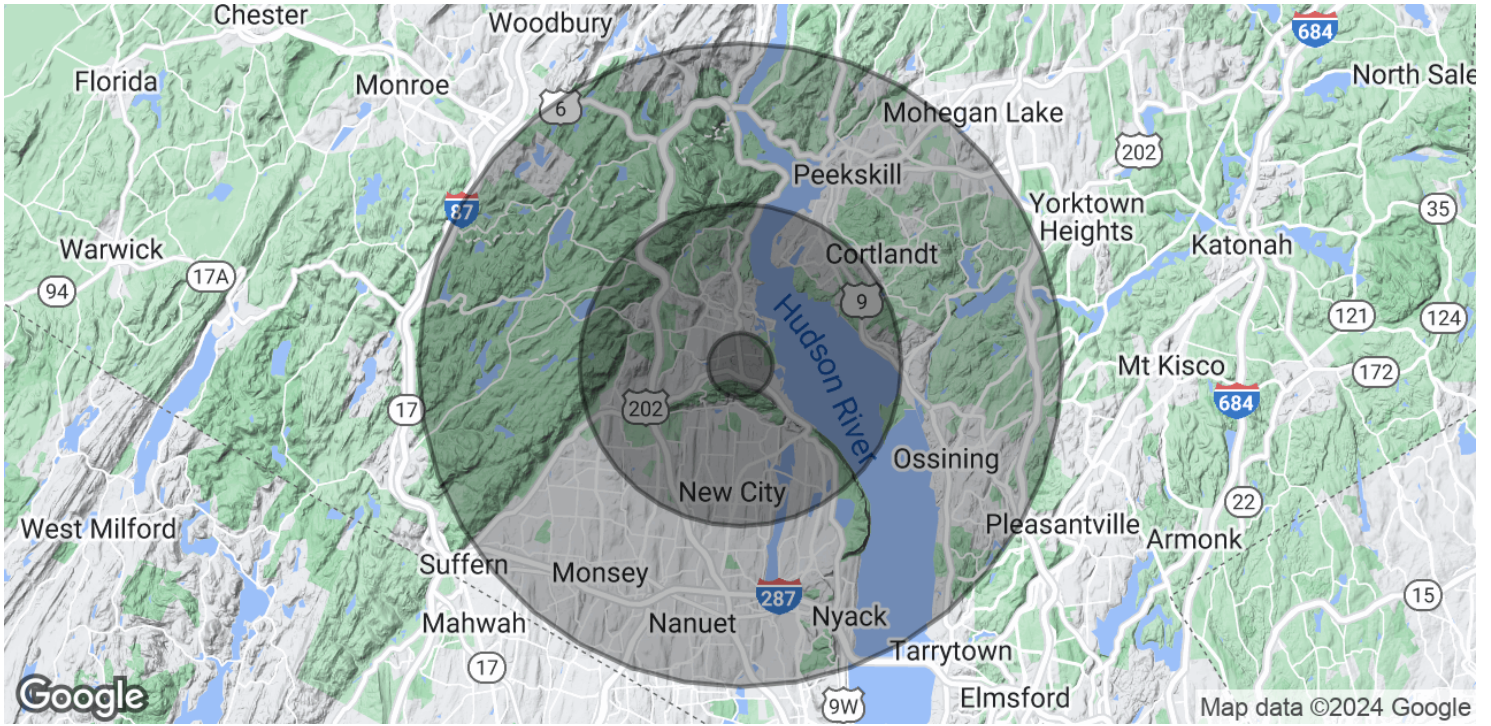 Chester
Woodbury
684
Florida
Monroe
North Sale
6
Mohegan Lake
202
Peekskill
87
Yorktown
Heights
35
Warwick
17A
Cortlandt
Katonah
94
9
121
124
Hudson River
Mt Kisco
172
17
202
684
Ossining
New City
22
West Milford
Pleasantville
Armonk
Suffern
Monsey
287
15
Mahwah
Nanuet
Nyack
Tarrytown
17
Elmsford
9W
Google
Map data ©2024 Google